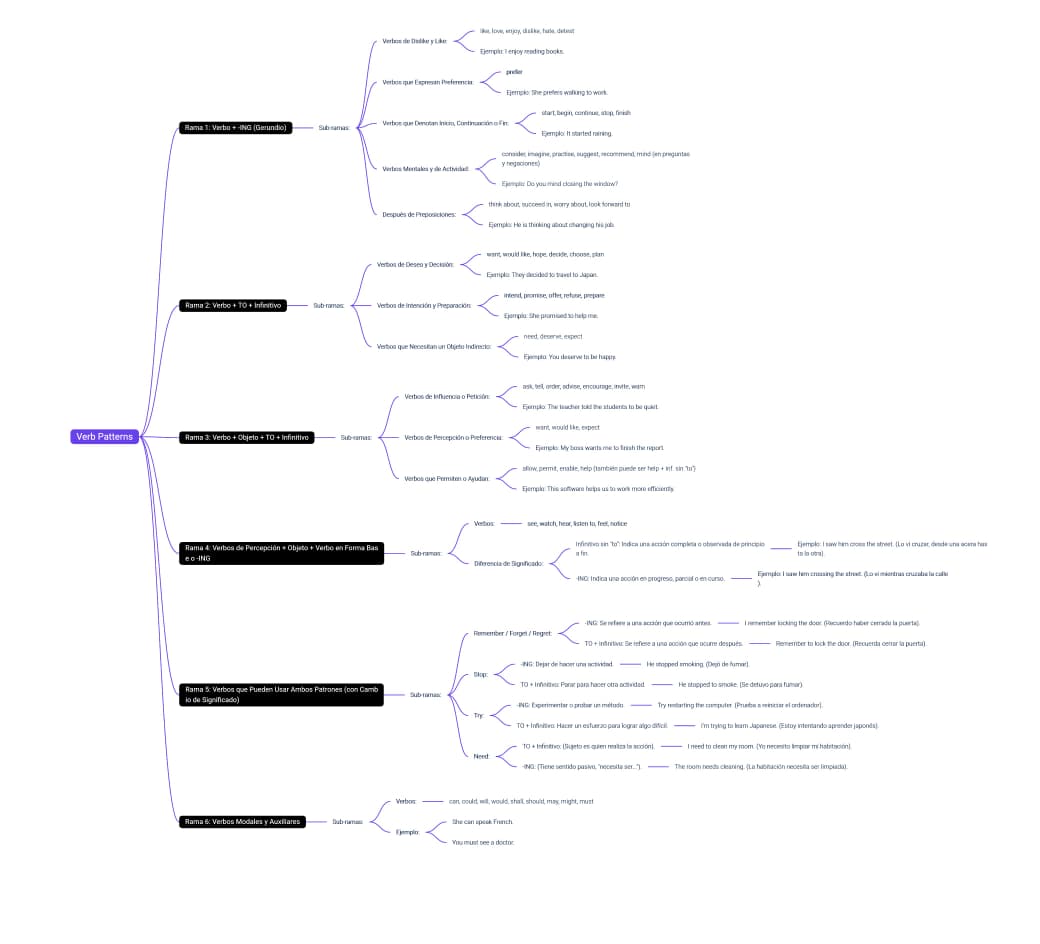 Verb Patterns
Rama 1: Verbo + -ING (Gerundio)
Sub-ramas:
Verbos de Dislike y Like:
like, love, enjoy, dislike, hate, detest
Ejemplo: I enjoy reading books.
Verbos que Expresan Preferencia:
prefer
Ejemplo: She prefers walking to work.
Verbos que Denotan Inicio, Continuación o Fin:
start, begin, continue, stop, finish
Ejemplo: It started raining.
Verbos Mentales y de Actividad:
consider, imagine, practise, suggest, recommend, mind (en preguntas
y negaciones)
Ejemplo: Do you mind closing the window?
Después de Preposiciones:
think about, succeed in, worry about, look forward to
Ejemplo: He is thinking about changing his job.
Rama 2: Verbo + TO + Infinitivo
Sub-ramas:
Verbos de Deseo y Decisión:
want, would like, hope, decide, choose, plan
Ejemplo: They decided to travel to Japan.
Verbos de Intención y Preparación:
intend, promise, offer, refuse, prepare
Ejemplo: She promised to help me.
Verbos que Necesitan un Objeto Indirecto:
need, deserve, expect
Ejemplo: You deserve to be happy.
Rama 3: Verbo + Objeto + TO + Infinitivo
Sub-ramas:
Verbos de Influencia o Petición:
ask, tell, order, advise, encourage, invite, warn
Ejemplo: The teacher told the students to be quiet.
Verbos de Percepción o Preferencia:
want, would like, expect
Ejemplo: My boss wants me to finish the report.
Verbos que Permiten o Ayudan:
allow, permit, enable, help (también puede ser help + inf. sin "to")
Ejemplo: This software helps us to work more efficiently.
Rama 4: Verbos de Percepción + Objeto + Verbo en Forma Bas
e o -ING
Sub-ramas:
Verbos:
see, watch, hear, listen to, feel, notice
Diferencia de Significado:
Infinitivo sin "to": Indica una acción completa o observada de principio
a fin.
Ejemplo: I saw him cross the street. (Lo vi cruzar, desde una acera has
ta la otra).
-ING: Indica una acción en progreso, parcial o en curso.
Ejemplo: I saw him crossing the street. (Lo vi mientras cruzaba la calle
).
Rama 5: Verbos que Pueden Usar Ambos Patrones (con Camb
io de Significado)
Sub-ramas:
Remember / Forget / Regret:
-ING: Se refiere a una acción que ocurrió antes.
I remember locking the door. (Recuerdo haber cerrado la puerta).
TO + Infinitivo: Se refiere a una acción que ocurre después.
Remember to lock the door. (Recuerda cerrar la puerta).
Stop:
-ING: Dejar de hacer una actividad.
He stopped smoking. (Dejó de fumar).
TO + Infinitivo: Parar para hacer otra actividad.
He stopped to smoke. (Se detuvo para fumar).
Try:
-ING: Experimentar o probar un método.
Try restarting the computer. (Prueba a reiniciar el ordenador).
TO + Infinitivo: Hacer un esfuerzo para lograr algo difícil.
I'm trying to learn Japanese. (Estoy intentando aprender japonés).
Need:
TO + Infinitivo: (Sujeto es quien realiza la acción).
I need to clean my room. (Yo necesito limpiar mi habitación).
-ING: (Tiene sentido pasivo, "necesita ser...").
The room needs cleaning. (La habitación necesita ser limpiada).
Rama 6: Verbos Modales y Auxiliares
Sub-ramas:
Verbos:
can, could, will, would, shall, should, may, might, must
Ejemplo:
She can speak French.
You must see a doctor.